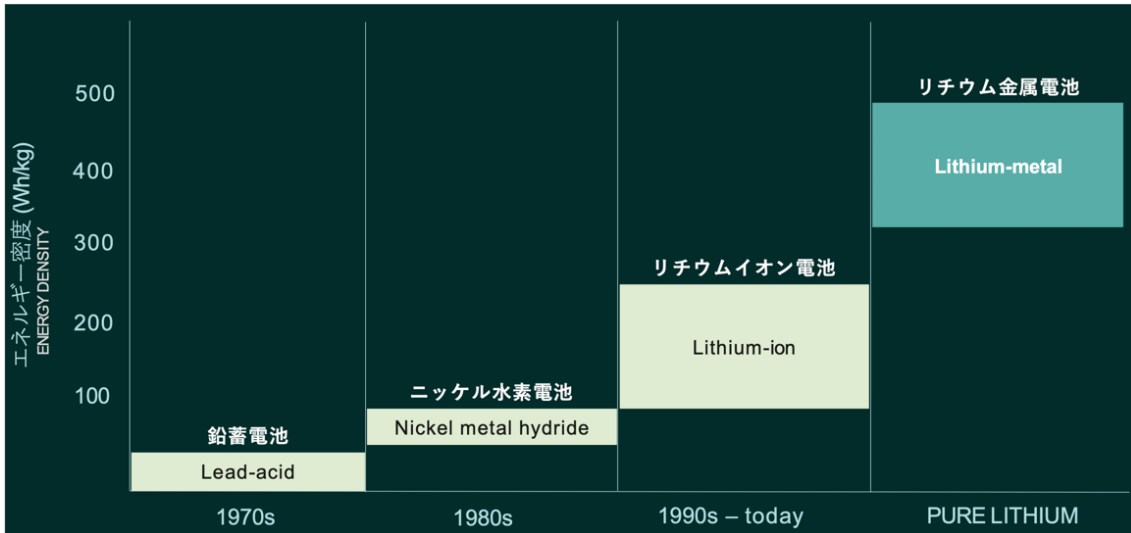 エネルギー密度 (Wh/kg)
ENERGY DENSITY
500
400
300
200
100
鉛蓄電池
Lead-acid
1970s
ニッケル水素電池
Nickel metal hydride
1980s
リチウムイオン電池
Lithium-ion
1990s – today
リチウム金属電池
Lithium-metal
PURE LITHIUM